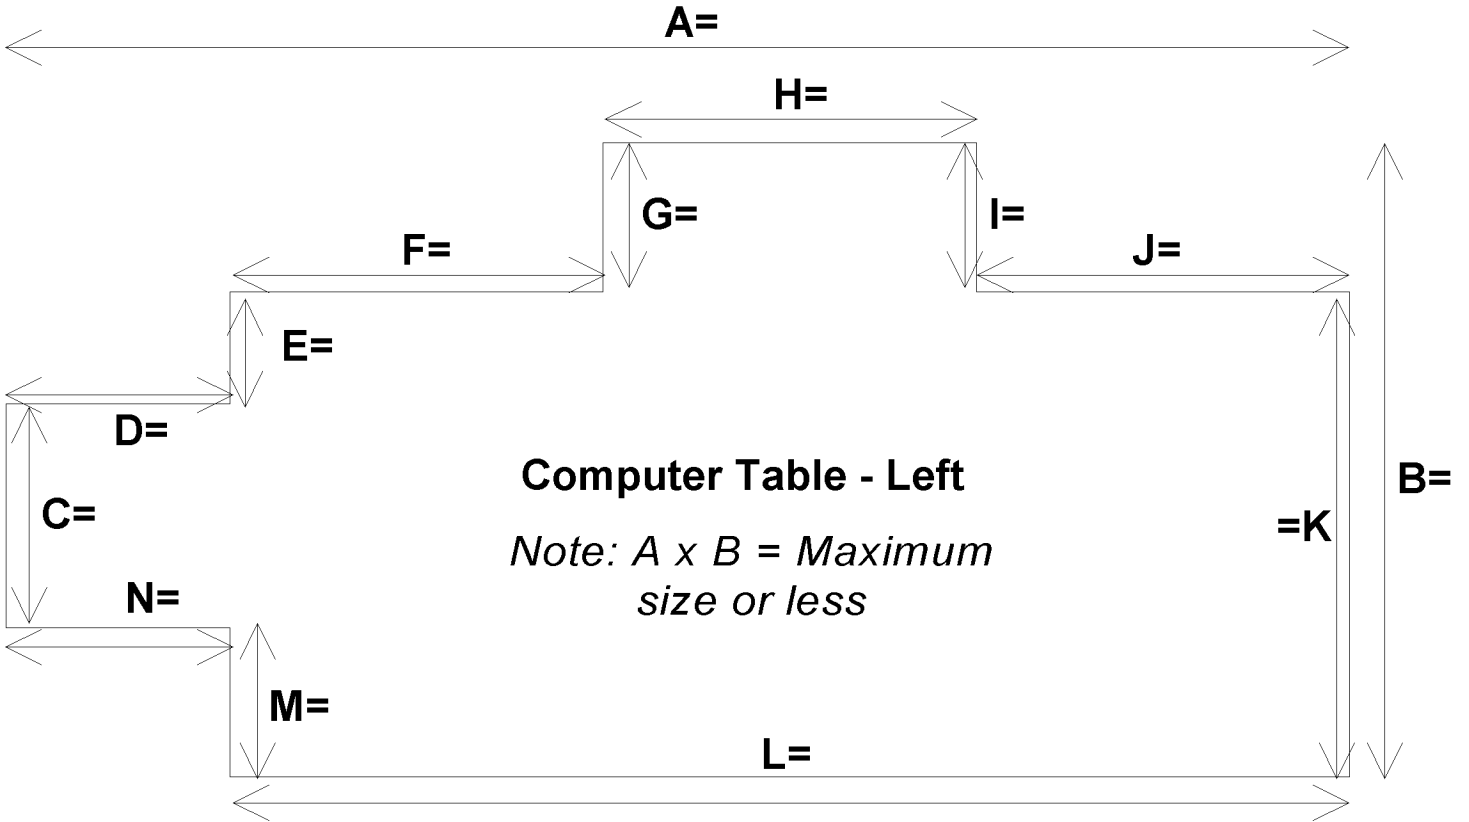 A=
H=
G=
I=
F=
J=
E=
D=
Computer Table - Left
B=
C=
=K
Note: A x B = Maximum
size or less
N=
M=
L=